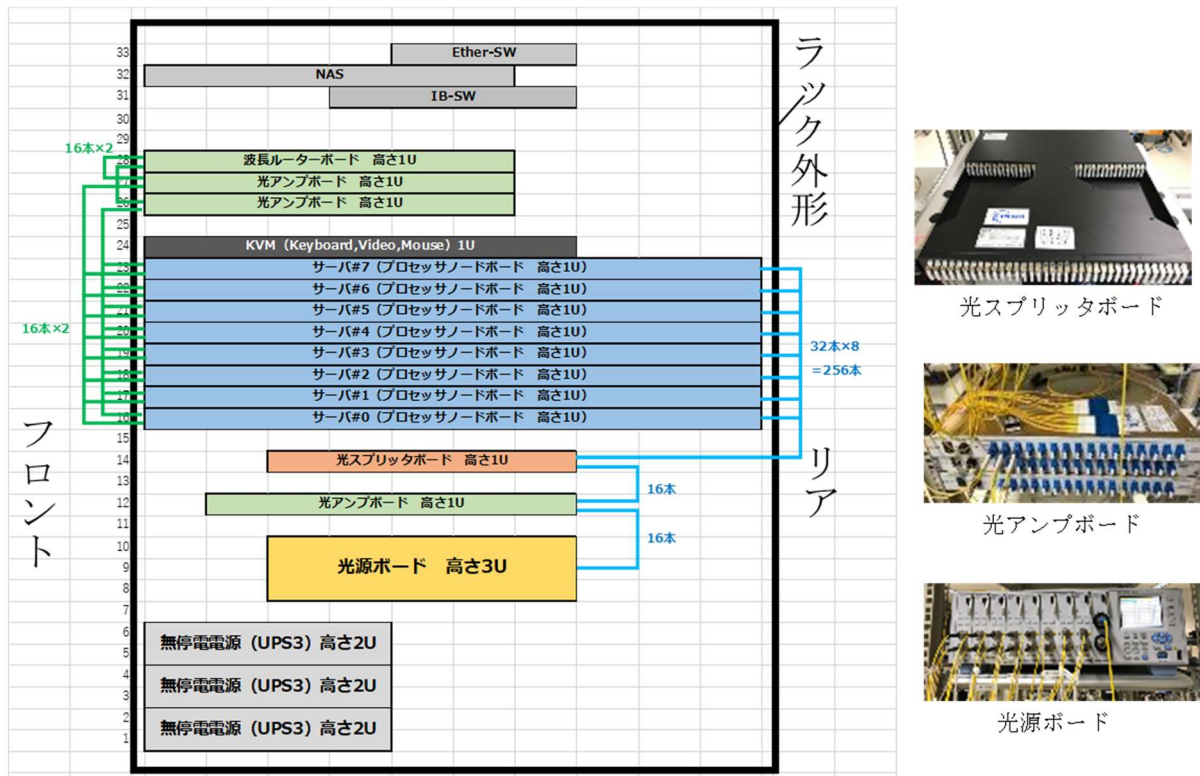 33
Ether-SW
32
NAS
31
IB-SW
30
29
16本×2
28
波長ルーターボード　高さ1U
27
光アンプボード　高さ1U
26
光アンプボード　高さ1U
25
24
KVM（Keyboard,Video,Mouse）1U
23
サーバ#7（プロセッサノードボード　高さ1U）
22
サーバ#6（プロセッサノードボード　高さ1U）
21
サーバ#5（プロセッサノードボード　高さ1U）
20
サーバ#4（プロセッサノードボード　高さ1U）
19
サーバ#3（プロセッサノードボード　高さ1U）
18
サーバ#2（プロセッサノードボード　高さ1U）
17
サーバ#1（プロセッサノードボード　高さ1U）
16
サーバ#0（プロセッサノードボード　高さ1U）
16本×2
32本×8
=256本
15
14
光スプリッタボード　高さ1U
13
16本
12
光アンプボード　高さ1U
11
16本
10
9
光源ボード　高さ3U
8
7
6
無停電電源（UPS3）高さ2U
5
4
無停電電源（UPS3）高さ2U
3
2
無停電電源（UPS3）高さ2U
1
フロント
ラック外形
リア
光スプリッタボード
光アンプボード
光源ボード